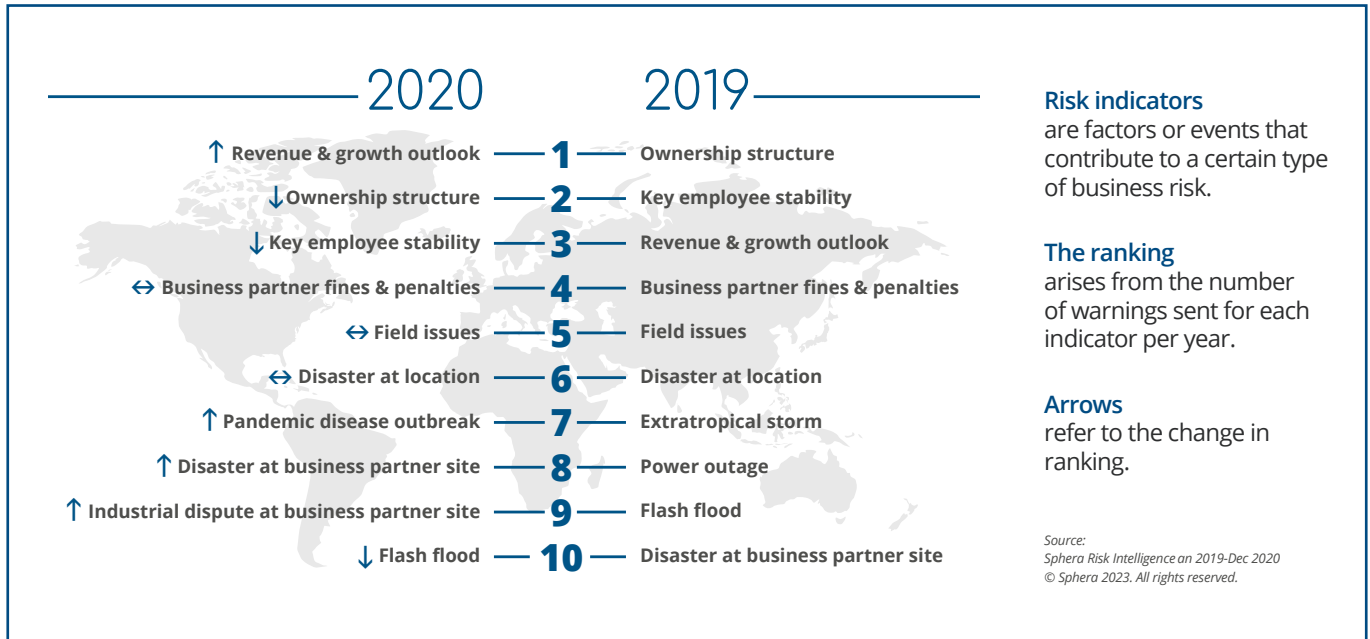 2020
2019
↑ Revenue & growth outlook 1 Ownership structure
↓ Ownership structure 2 Key employee stability
↓ Key employee stability 3 Revenue & growth outlook
↔ Business partner fines & penalties 4 Business partner fines & penalties
↔ Field issues 5 Field issues
↔ Disaster at location 6 Disaster at location
↑ Pandemic disease outbreak 7 Extratropical storm
↑ Disaster at business partner site 8 Power outage
↑ Industrial dispute at business partner site 9 Flash flood
↓ Flash flood 10 Disaster at business partner site
Risk indicators
are factors or events that
contribute to a certain type
of business risk.
The ranking
arises from the number
of warnings sent for each
indicator per year.
Arrows
refer to the change in
ranking.
Source:
Sphera Risk Intelligence an 2019-Dec 2020
© Sphera 2023. All rights reserved.